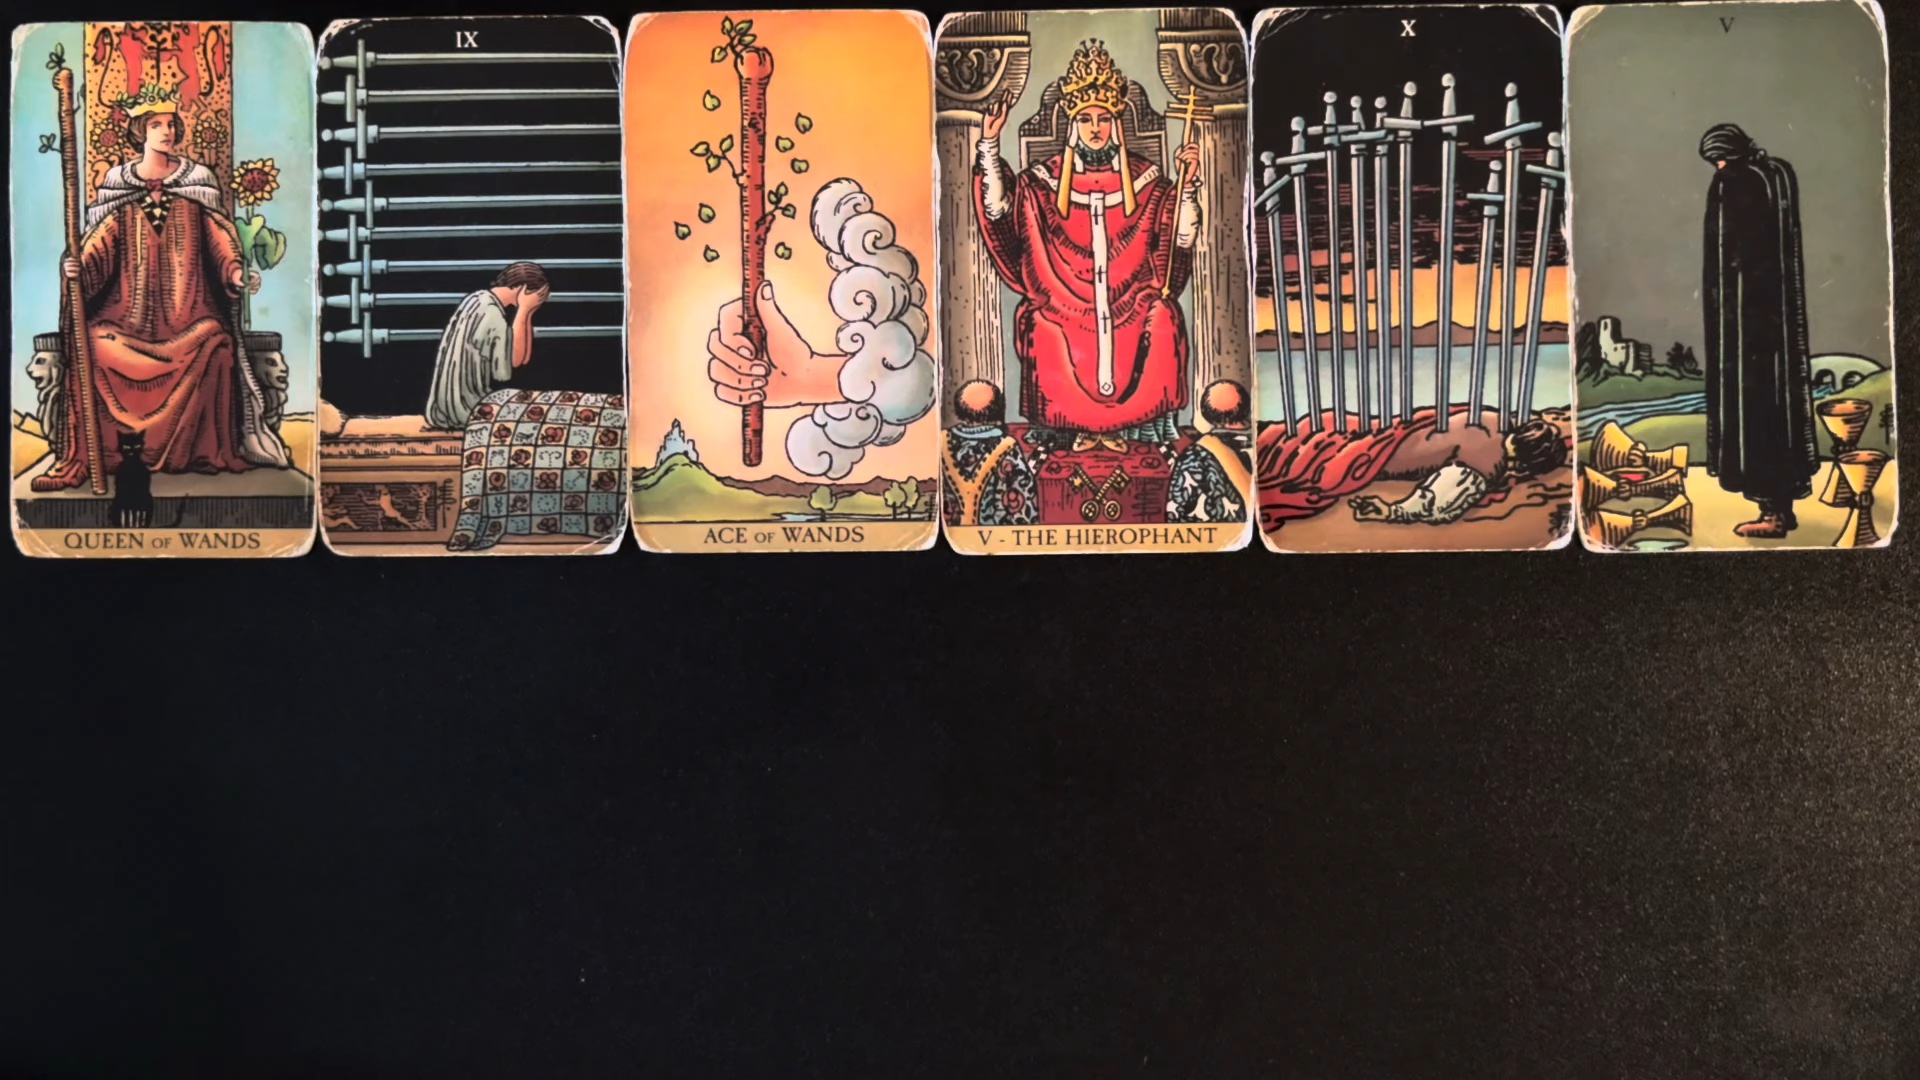 QUEEN OF WANDS
IX
ACE OF WANDS
V - THE HIEROPHANT
X
V